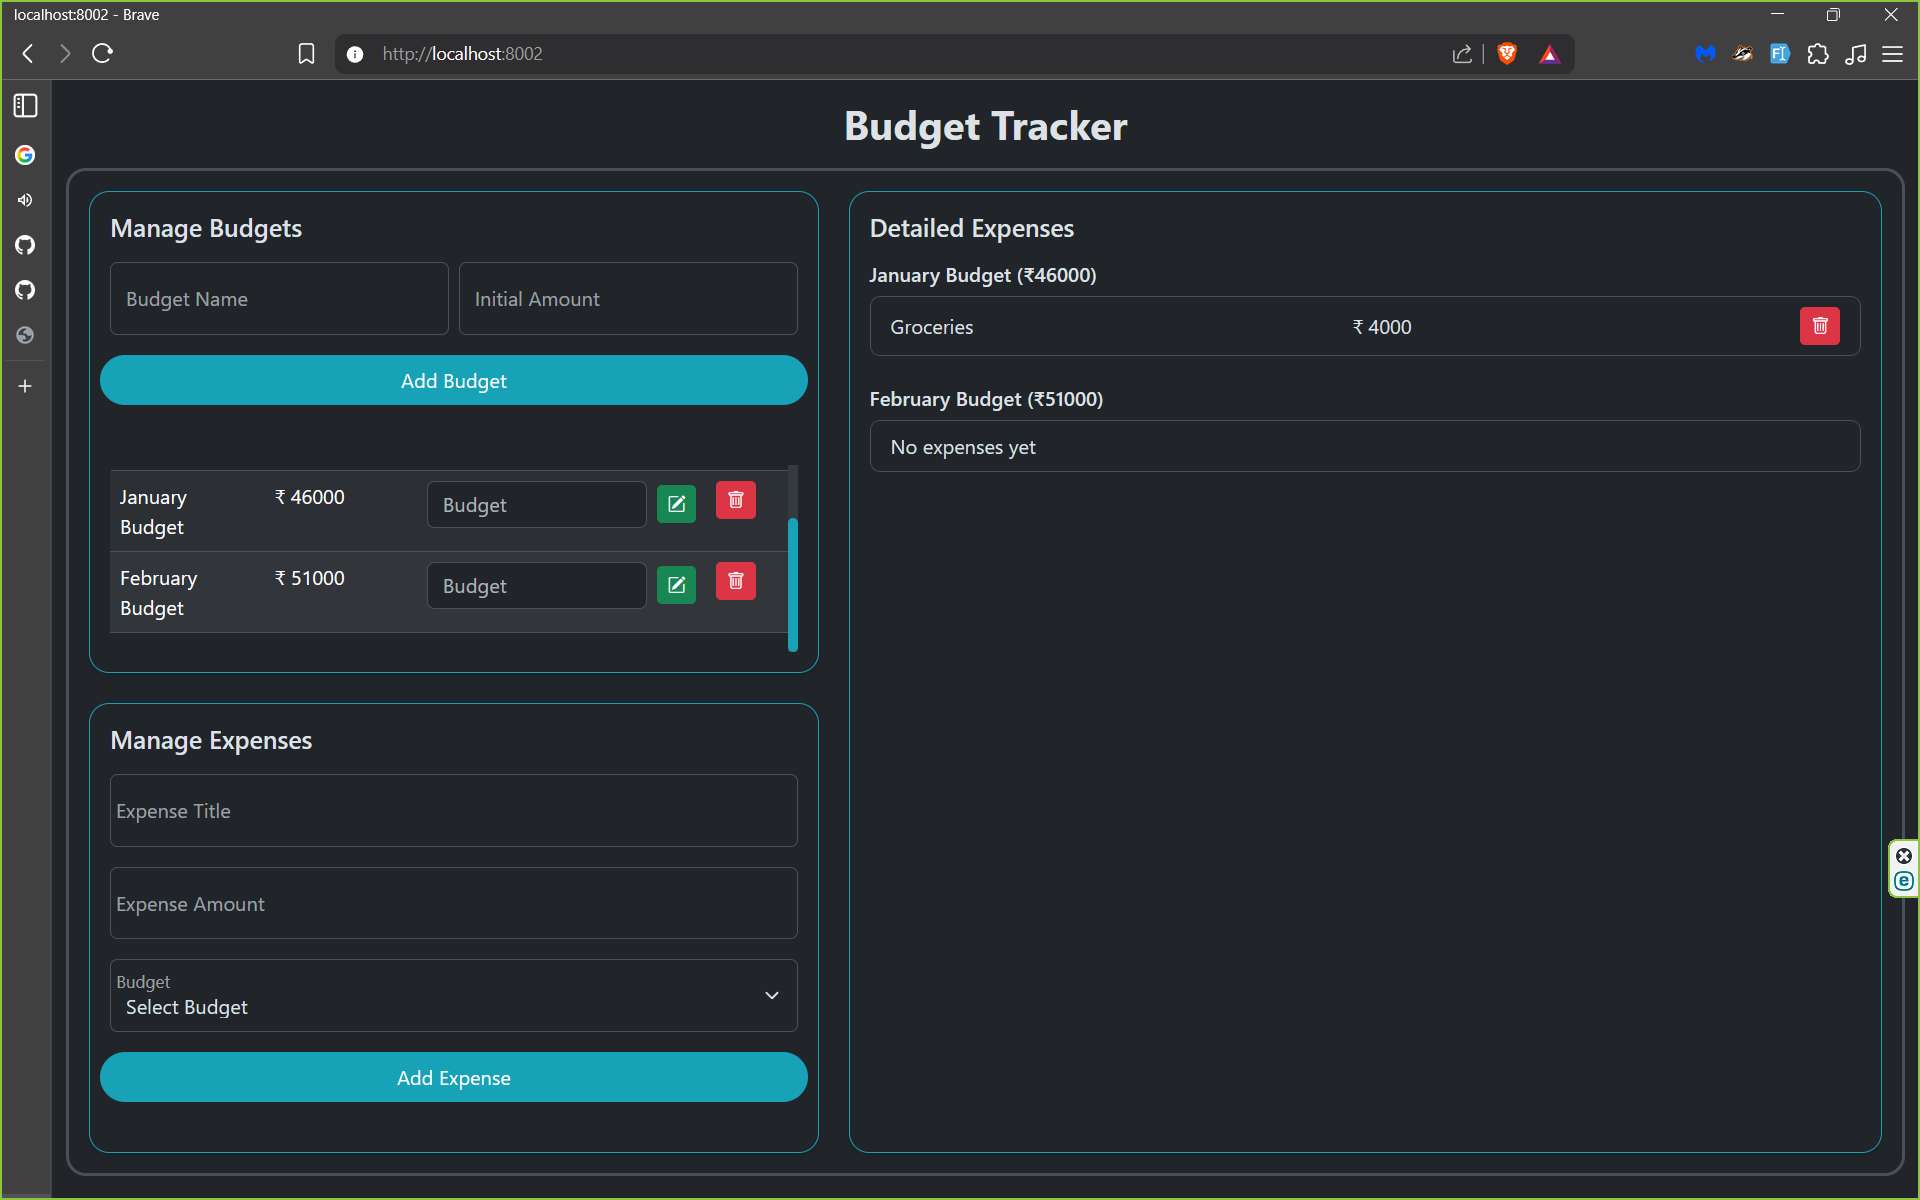 localhost:8002 - Brave
http://localhost:8002
Budget Tracker
Manage Budgets
Budget Name
Initial Amount
Add Budget
January Budget
₹ 46000
Budget
February Budget
₹ 51000
Budget
Manage Expenses
Expense Title
Expense Amount
Budget
Select Budget
Add Expense
Detailed Expenses
January Budget (₹46000)
Groceries
₹ 4000
February Budget (₹51000)
No expenses yet